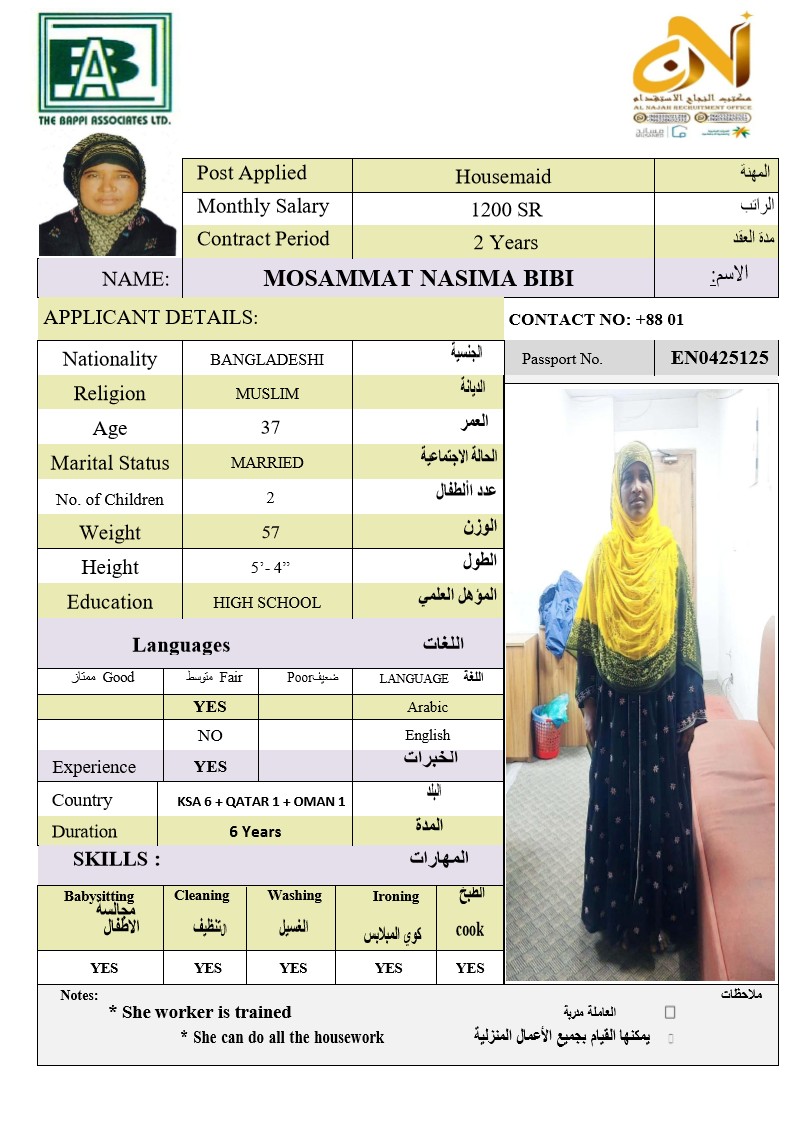 THE BAPPI ASSOCIATES LTD.
مكتب النجاع الاستقدام
AL NAJAH RECRUITMENT OFFICE
Post Applied Housemaid المهنة
Monthly Salary 1200 SR الراتب
Contract Period 2 Years مدة العقد
NAME: MOSAMMAT NASIMA BIBI الاسم:
APPLICANT DETAILS:
CONTACT NO: +88 01
Passport No. EN0425125
Nationality BANGLADESHI الجنسية
Religion MUSLIM الديانة
Age 37 العمر
Marital Status MARRIED الحالة الاجتماعية
No. of Children 2 عدد األطفال
Weight 57 الوزن
Height 5’- 4” الطول
Education HIGH SCHOOL المؤهل العلمي
Languages اللغات
ممتاز Good متوسط Fair Poor ضعيف LANGUAGE اللغة
YES Arabic
NO English
Experience YES الخبرات
Country KSA 6 + QATAR 1 + OMAN 1 البلد
Duration 6 Years المدة
SKILLS : المهارات
Babysitting Cleaning Washing Ironing الطبخ
مجالسة
الاطفال التنظيف الغسيل كوي الملابس cook
YES YES YES YES YES
Notes: ملاحظات
* She worker is trained العاملة مدربة
* She can do all the housework يمكنها القيام بجميع الأعمال المنزلية